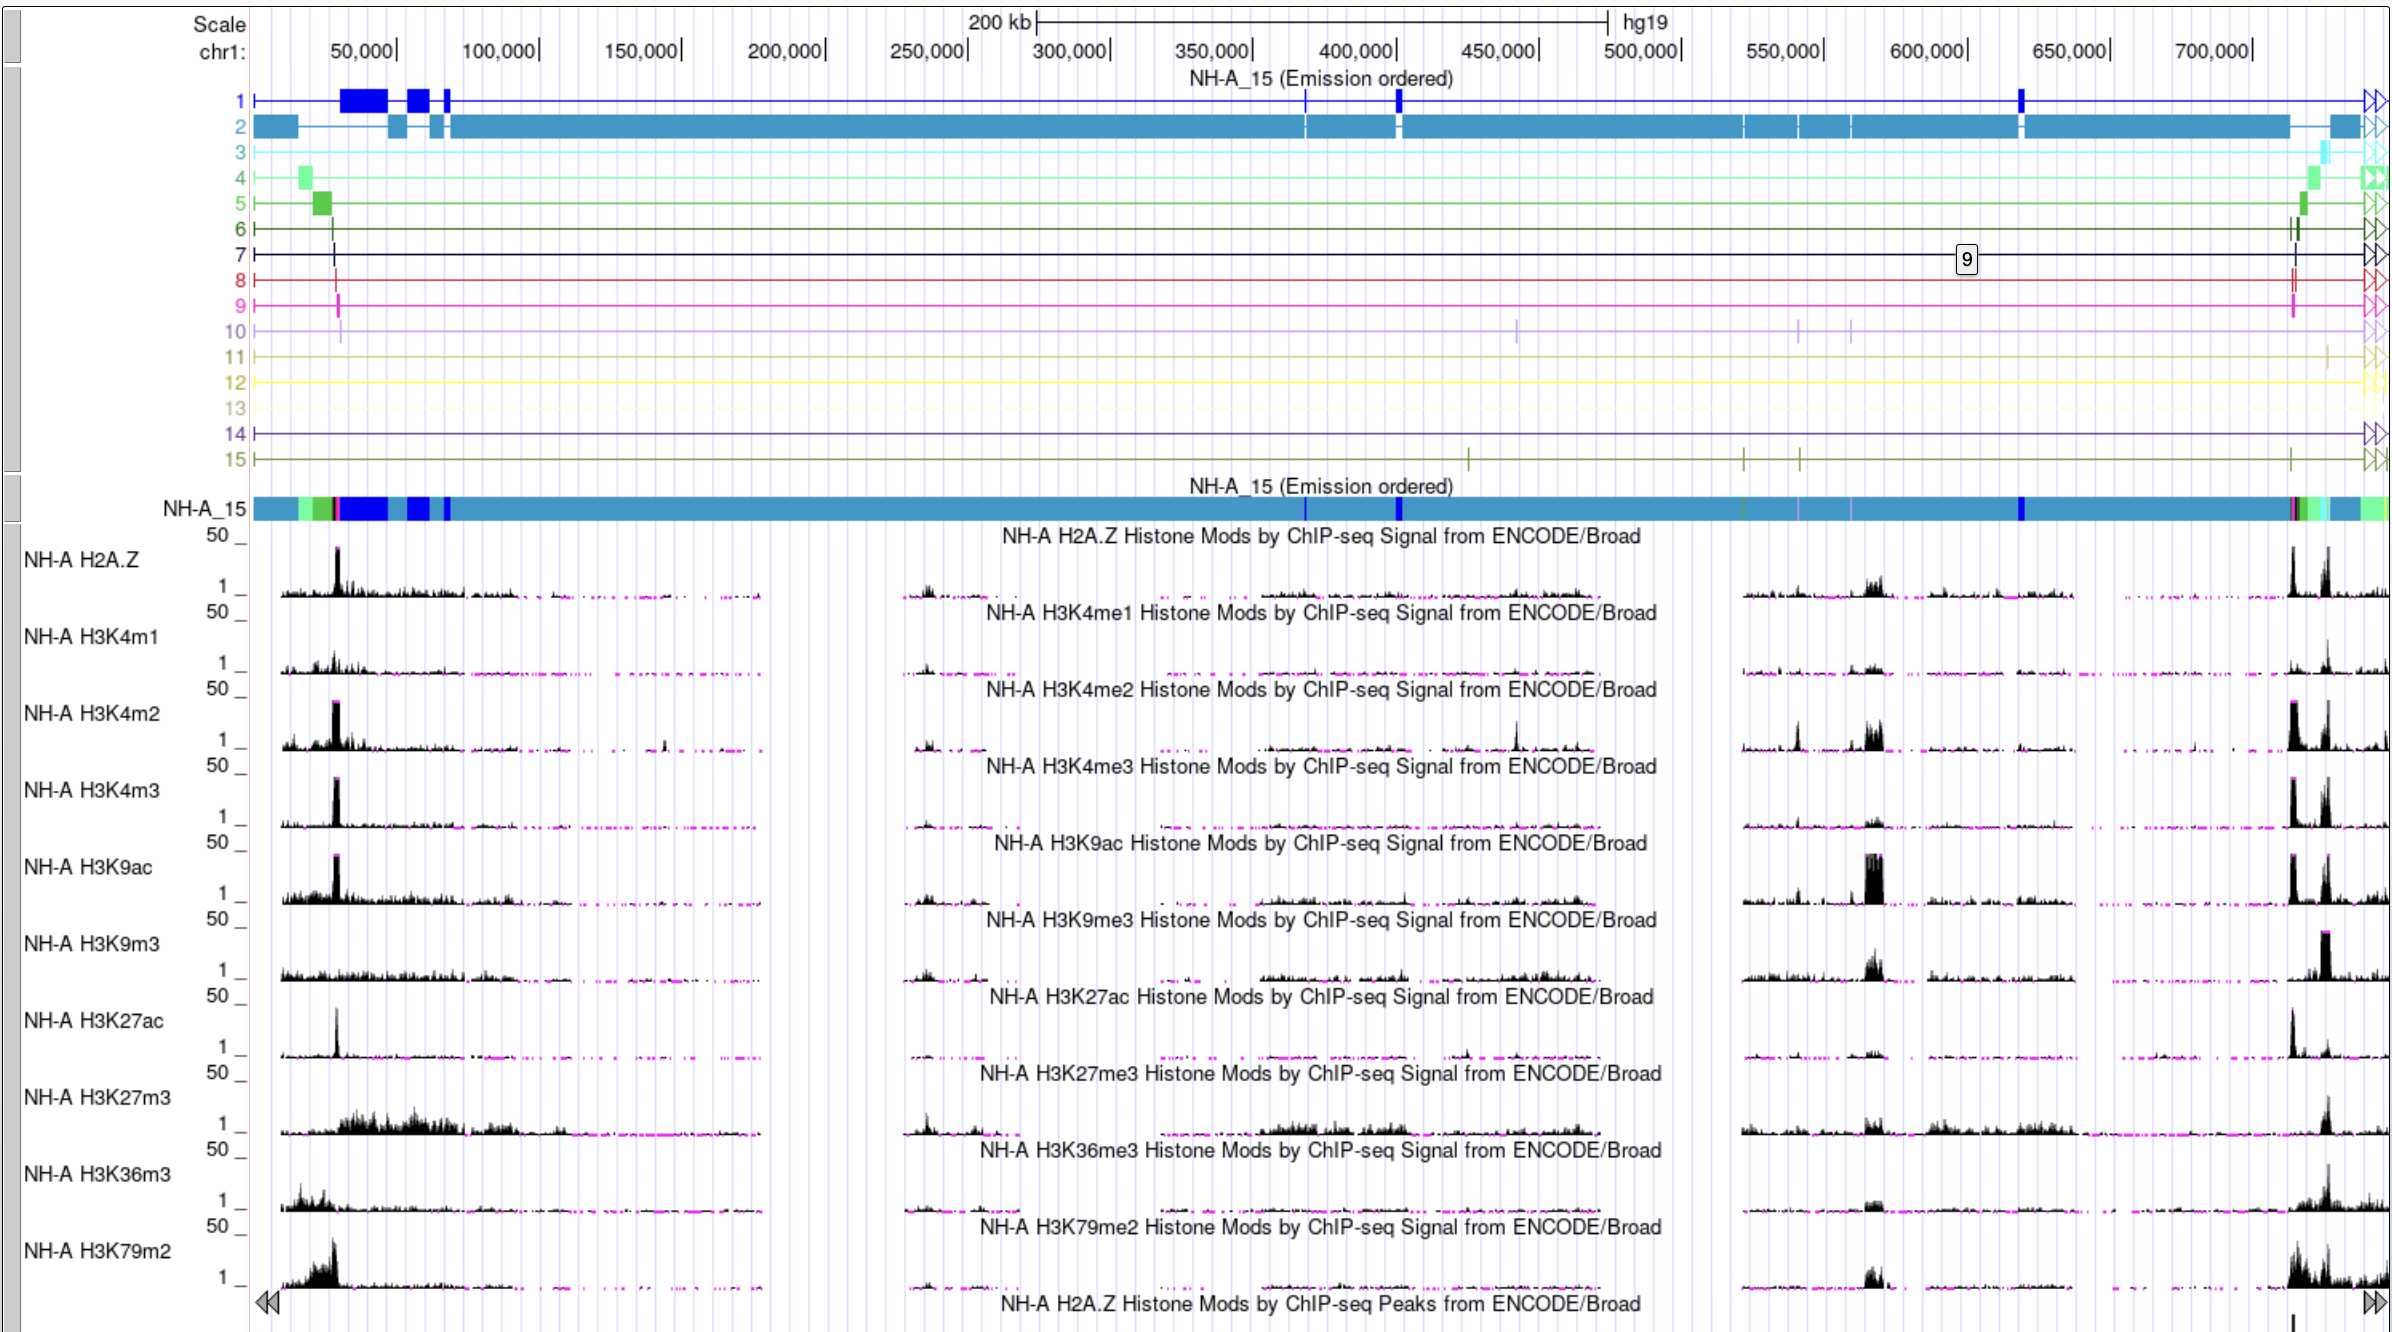 Scale 200 kb hg19
chr1: 50,000 100,000 150,000 200,000 250,000 300,000 350,000 400,000 450,000 500,000 550,000 600,000 650,000 700,000
NH-A_15 (Emission ordered)
1
2
3
4
5
6
7
9
8
9
10
11
12
13
14
15
NH-A_15 (Emission ordered)
NH-A_15
50 NH-A H2A.Z Histone Mods by ChIP-seq Signal from ENCODE/Broad
NH-A H2A.Z
1
50 NH-A H3K4me1 Histone Mods by ChIP-seq Signal from ENCODE/Broad
NH-A H3K4m1
1
50 NH-A H3K4me2 Histone Mods by ChIP-seq Signal from ENCODE/Broad
NH-A H3K4m2
1
50 NH-A H3K4me3 Histone Mods by ChIP-seq Signal from ENCODE/Broad
NH-A H3K4m3
1
50 NH-A H3K9ac Histone Mods by ChIP-seq Signal from ENCODE/Broad
NH-A H3K9ac
1
50 NH-A H3K9me3 Histone Mods by ChIP-seq Signal from ENCODE/Broad
NH-A H3K9m3
1
50 NH-A H3K27ac Histone Mods by ChIP-seq Signal from ENCODE/Broad
NH-A H3K27ac
1
50 NH-A H3K27me3 Histone Mods by ChIP-seq Signal from ENCODE/Broad
NH-A H3K27m3
1
50 NH-A H3K36me3 Histone Mods by ChIP-seq Signal from ENCODE/Broad
NH-A H3K36m3
1
50 NH-A H3K79me2 Histone Mods by ChIP-seq Signal from ENCODE/Broad
NH-A H3K79m2
1
NH-A H2A.Z Histone Mods by ChIP-seq Peaks from ENCODE/Broad